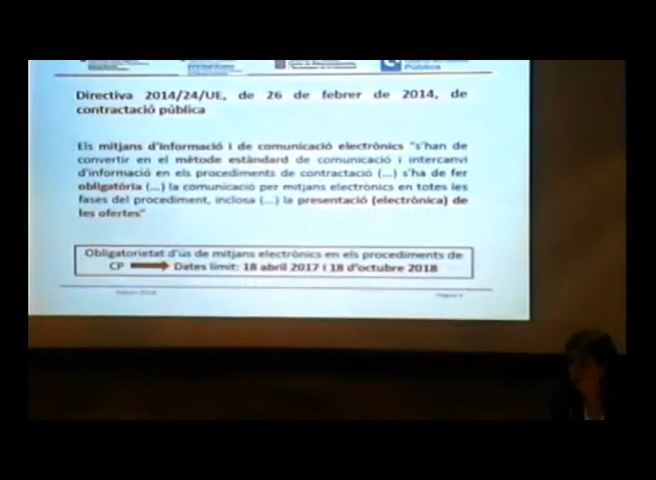 Pública
Directiva 2014/24/UE, de 26 de febrer de 2014, de
contractació pública
Els mitjans d'informació i de comunicació electrònics "s'han de
convertir en el mètode estàndard de comunicació i intercanvi
d'informació en els procediments de contractació (...) s'ha de fer
obligatòria (...) la comunicació per mitjans electrònics en totes les
fases del procediment, inclosa (...) la presentació (electrònica) de
les ofertes"
Obligatorietat d'ús de mitjans electrònics en els procediments de
CP Dates límit: 18 abril 2017 i 18 d'octubre 2018